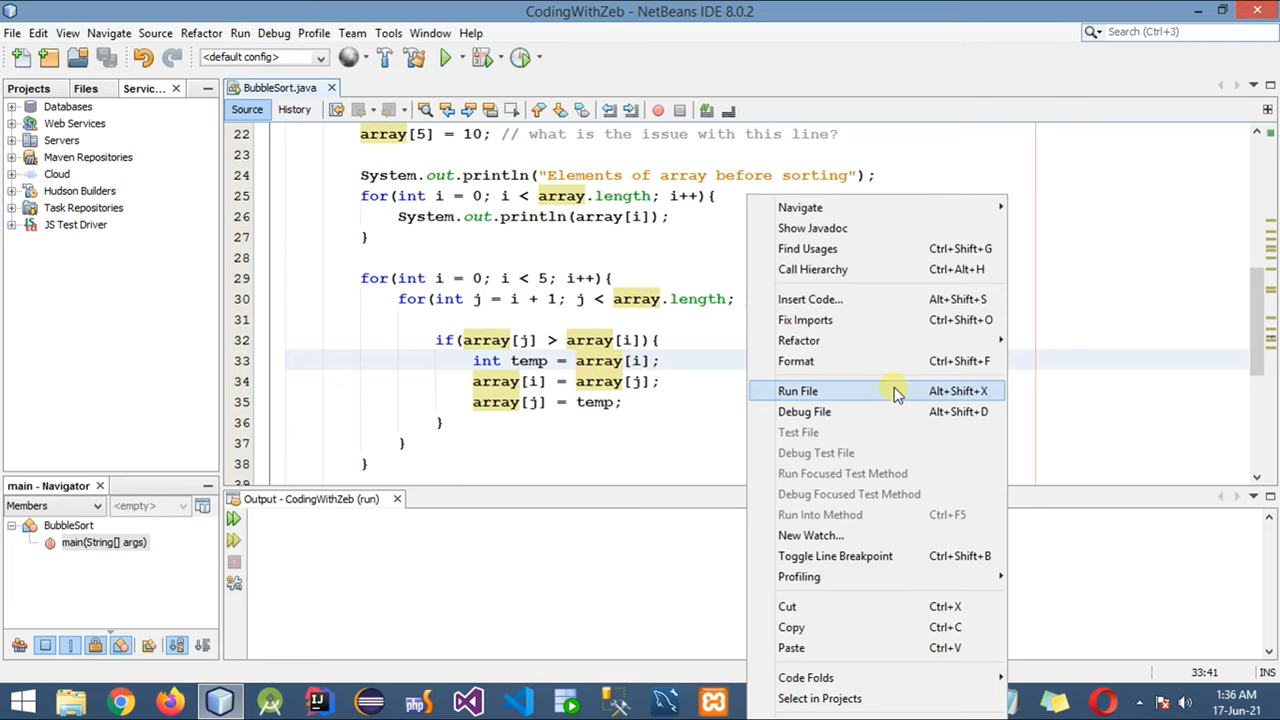 CodingWithZeb - NetBeans IDE 8.0.2
File Edit View Navigate Source Refactor Run Debug Profile Team Tools Window Help
Search (Ctrl+3)
<default config>
Projects Files Servic...
BubbleSort.java
Source History
Databases
Web Services
Servers
Maven Repositories
Cloud
Hudson Builders
Task Repositories
JS Test Driver
22 array[5] = 10; // what is the issue with this line?
23
24 System.out.println("Elements of array before sorting");
25 for(int i = 0; i < array.length; i++){
26 System.out.println(array[i]);
27 }
28
29 for(int i = 0; i < 5; i++){
30 for(int j = i + 1; j < array.length;
31
32 if(array[j] > array[i]){
33 int temp = array[i];
34 array[i] = array[j];
35 array[j] = temp;
36 }
37 }
38 }
Navigate
Show Javadoc
Find Usages Ctrl+Shift+G
Call Hierarchy Ctrl+Alt+H
Insert Code... Alt+Shift+S
Fix Imports Ctrl+Shift+O
Refactor
Format Ctrl+Shift+F
Run File Alt+Shift+X
Debug File Alt+Shift+D
Test File
Debug Test File
Run Focused Test Method
Debug Focused Test Method
Run Into Method Ctrl+F5
New Watch...
Toggle Line Breakpoint Ctrl+Shift+B
Profiling
Cut Ctrl+X
Copy Ctrl+C
Paste Ctrl+V
Code Folds
Select in Projects
main - Navigator
Members <empty>
BubbleSort
main(String[] args)
Output - CodingWithZeb (run)
33:41 INS
php
1:36 AM
17-Jun-21